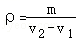 ρ = m / (v₂ − v₁)